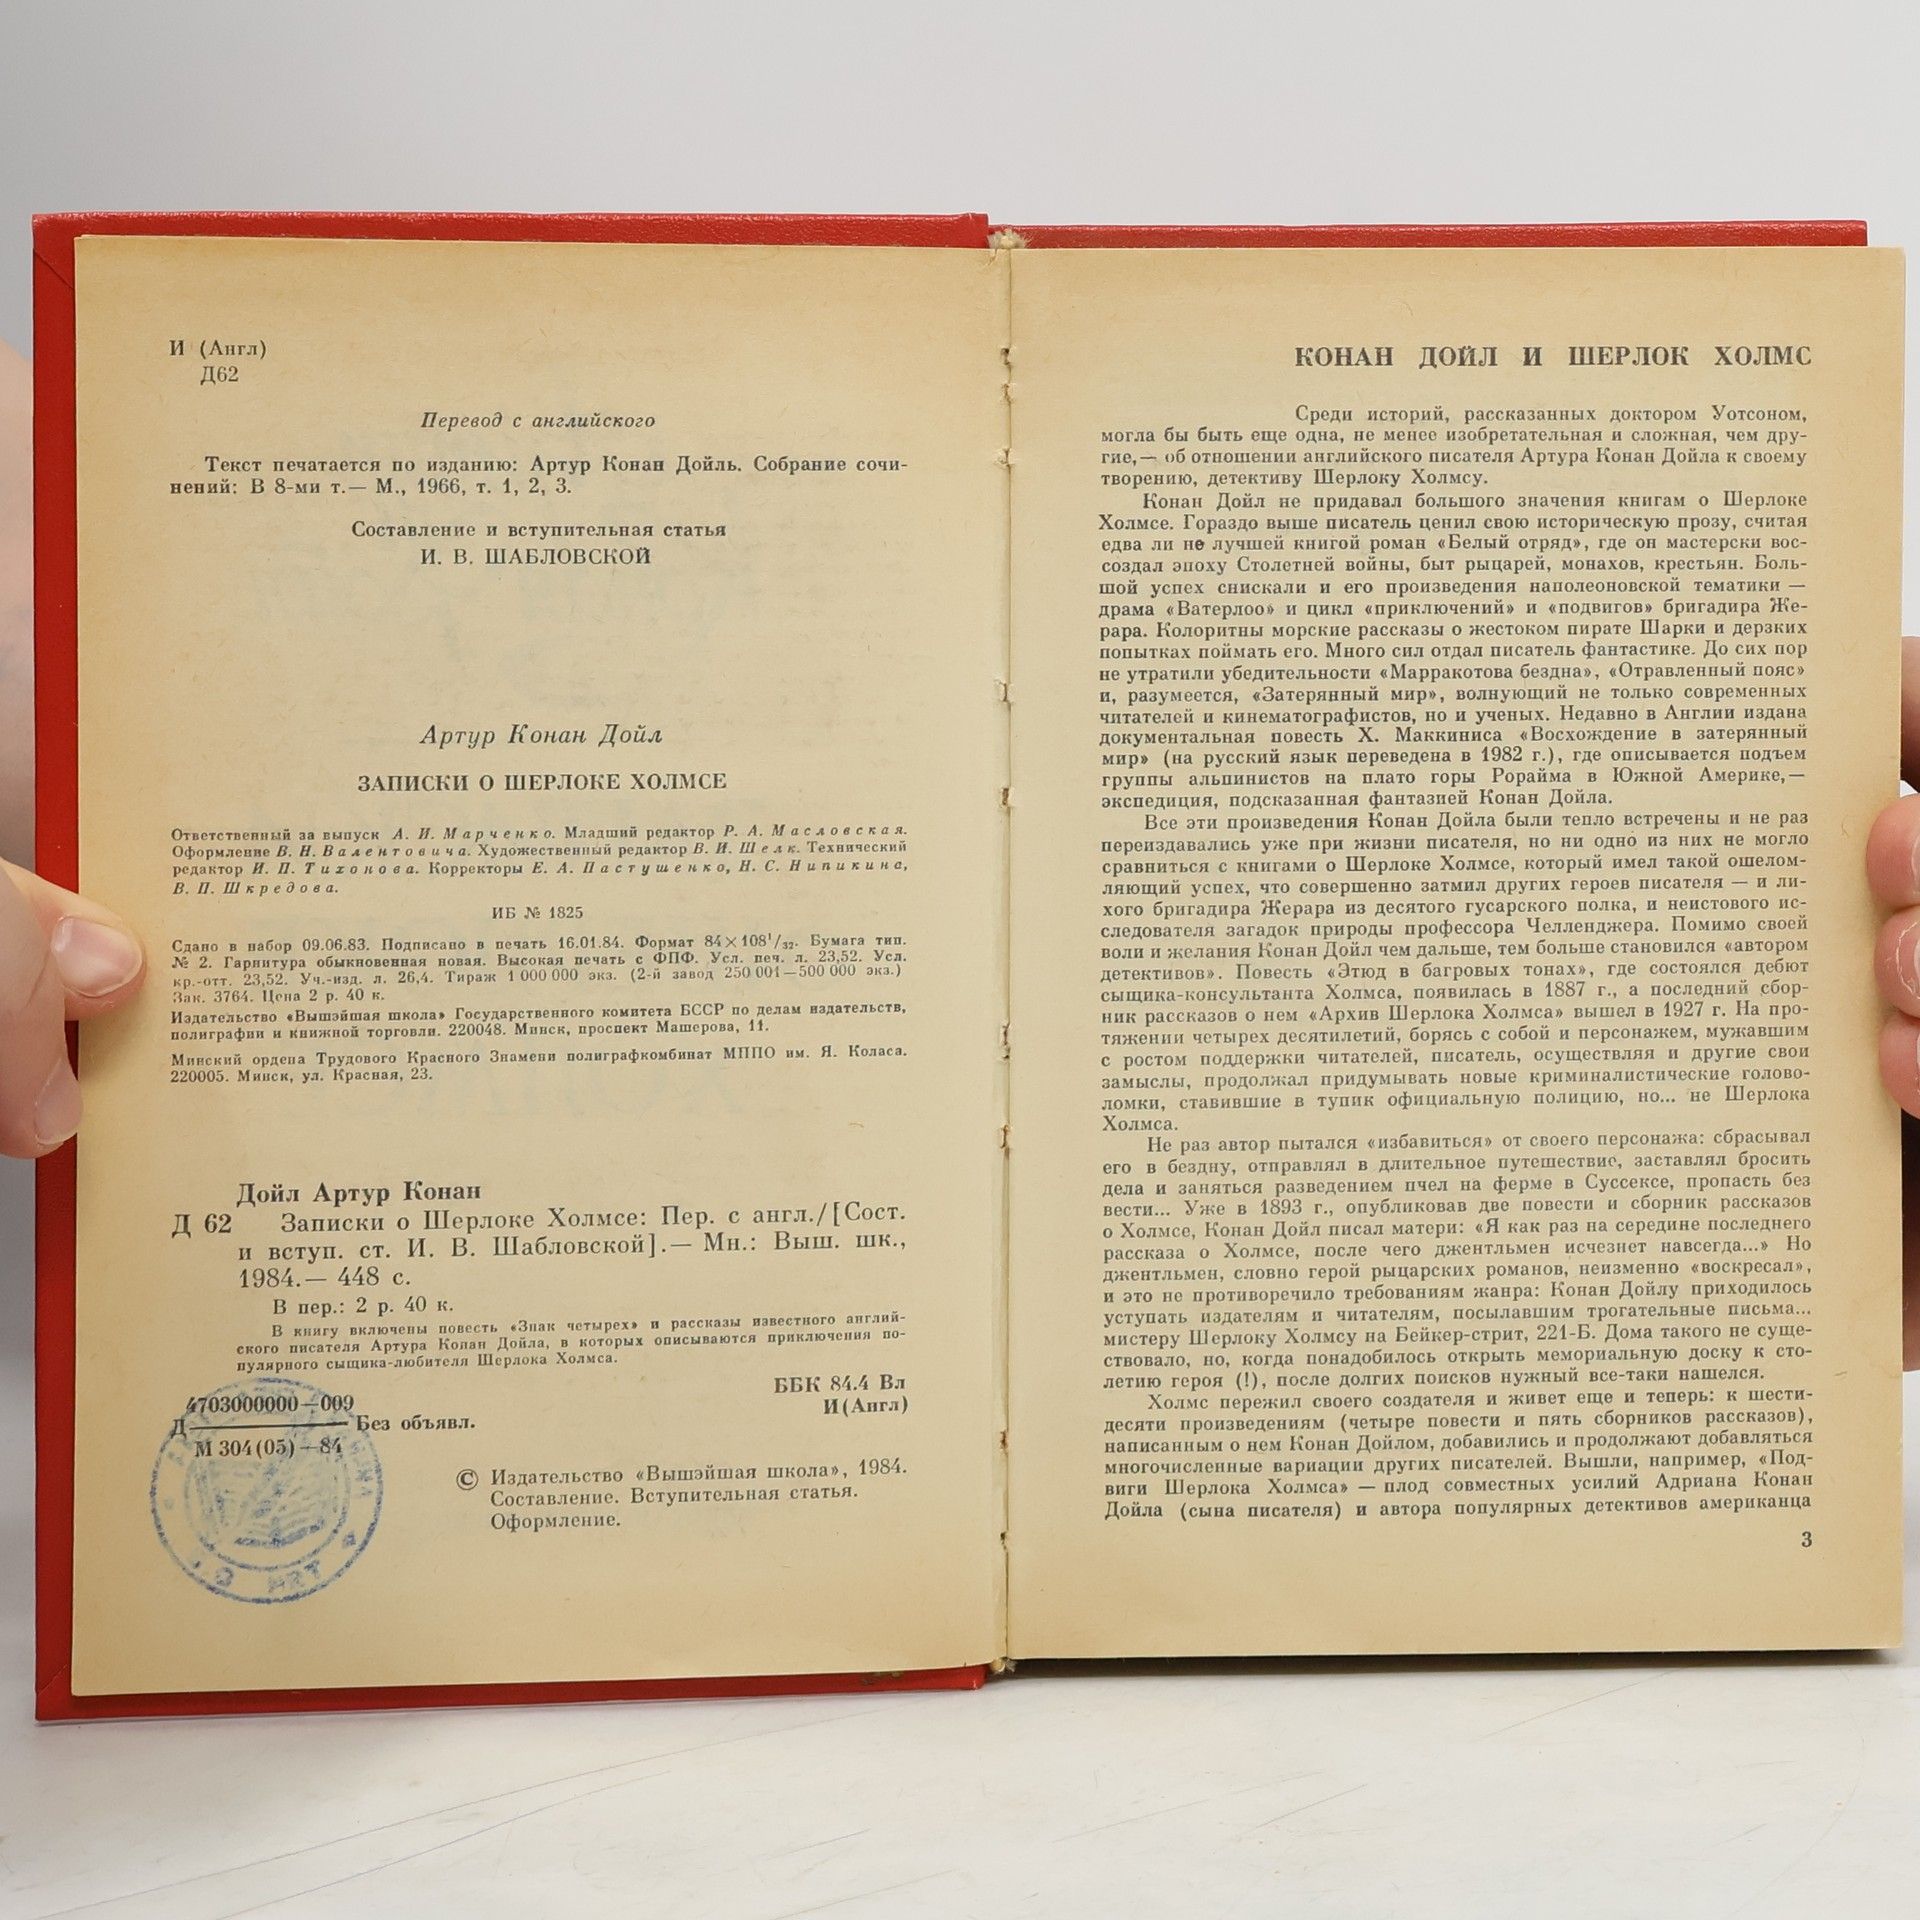 И (Англ)
Д62
Перевод с английского
Текст печатается по изданию: Артур Конан Дойль. Собрание сочи-
нений: В 8-ми т.— М., 1966, т. 1, 2, 3.
Составление и вступительная статья
И. В. ШАБЛОВСКОЙ
Артур Конан Дойл
ЗАПИСКИ О ШЕРЛОКЕ ХОЛМСЕ
Ответственный за выпуск А. И. Марченко. Младший редактор Р. А. Масловская.
Оформление В. Н. Валентовича. Художественный редактор В. И. Шелк. Технический
редактор И. П. Тихонова. Корректоры Е. А. Пастушенко, Н. С. Нипикина,
В. П. Шкредова.
ИБ № 1825
Сдано в набор 09.06.83. Подписано в печать 16.01.84. Формат 84×108¹/₃₂. Бумага тип.
№ 2. Гарнитура обыкновенная новая. Высокая печать с ФПФ. Усл. печ. л. 23,52. Усл.
кр.-отт. 23,52. Уч.-изд. л. 26,4. Тираж 1 000 000 экз. (2-й завод 250 001—500 000 экз.)
Зак. 3764. Цена 2 р. 40 к.
Издательство «Вышэйшая школа» Государственного комитета БССР по делам издательств,
полиграфии и книжной торговли. 220048. Минск, проспект Машерова, 11.
Минский ордена Трудового Красного Знамени полиграфкомбинат МППО им. Я. Коласа.
220005. Минск, ул. Красная, 23.
Дойл Артур Конан
Д 62 Записки о Шерлоке Холмсе: Пер. с англ./[Сост.
и вступ. ст. И. В. Шабловской].— Мн.: Выш. шк.,
1984.— 448 с.
В пер.: 2 р. 40 к.
В книгу включены повесть «Знак четырех» и рассказы известного англий-
ского писателя Артура Конан Дойла, в которых описываются приключения по-
пулярного сыщика-любителя Шерлока Холмса.
4703000000—009
Д Без объявл.
М 304(05)—84
ББК 84.4 Вл
И(Англ)
© Издательство «Вышэйшая школа», 1984.
Составление. Вступительная статья.
Оформление.
КОНАН ДОЙЛ И ШЕРЛОК ХОЛМС
Среди историй, рассказанных доктором Уотсоном,
могла бы быть еще одна, не менее изобретательная и сложная, чем дру-
гие,— об отношении английского писателя Артура Конан Дойла к своему
творению, детективу Шерлоку Холмсу.
Конан Дойл не придавал большого значения книгам о Шерлоке
Холмсе. Гораздо выше писатель ценил свою историческую прозу, считая
едва ли не лучшей книгой роман «Белый отряд», где он мастерски вос-
создал эпоху Столетней войны, быт рыцарей, монахов, крестьян. Боль-
шой успех снискали и его произведения наполеоновской тематики —
драма «Ватерлоо» и цикл «приключений» и «подвигов» бригадира Же-
рара. Колоритны морские рассказы о жестоком пирате Шарки и дерзких
попытках поймать его. Много сил отдал писатель фантастике. До сих пор
не утратили убедительности «Марракотова бездна», «Отравленный пояс»
и, разумеется, «Затерянный мир», волнующий не только современных
читателей и кинематографистов, но и ученых. Недавно в Англии издана
документальная повесть Х. Маккиниса «Восхождение в затерянный
мир» (на русский язык переведена в 1982 г.), где описывается подъем
группы альпинистов на плато горы Рорайма в Южной Америке,—
экспедиция, подсказанная фантазией Конан Дойла.
Все эти произведения Конан Дойла были тепло встречены и не раз
переиздавались уже при жизни писателя, но ни одно из них не могло
сравниться с книгами о Шерлоке Холмсе, который имел такой ошелом-
ляющий успех, что совершенно затмил других героев писателя — и ли-
хого бригадира Жерара из десятого гусарского полка, и неистового ис-
следователя загадок природы профессора Челленджера. Помимо своей
воли и желания Конан Дойл чем дальше, тем больше становился «автором
детективов». Повесть «Этюд в багровых тонах», где состоялся дебют
сыщика-консультанта Холмса, появилась в 1887 г., а последний сбор-
ник рассказов о нем «Архив Шерлока Холмса» вышел в 1927 г. На про-
тяжении четырех десятилетий, борясь с собой и персонажем, мужавшим
с ростом поддержки читателей, писатель, осуществляя и другие свои
замыслы, продолжал придумывать новые криминалистические голово-
ломки, ставившие в тупик официальную полицию, но... не Шерлока
Холмса.
Не раз автор пытался «избавиться» от своего персонажа: сбрасывал
его в бездну, отправлял в длительное путешествие, заставлял бросить
дела и заняться разведением пчел на ферме в Суссексе, пропасть без
вести... Уже в 1893 г., опубликовав две повести и сборник рассказов
о Холмсе, Конан Дойл писал матери: «Я как раз на середине последнего
рассказа о Холмсе, после чего джентльмен исчезнет навсегда...» Но
джентльмен, словно герой рыцарских романов, неизменно «воскресал»,
и это не противоречило требованиям жанра: Конан Дойлу приходилось
уступать издателям и читателям, посылавшим трогательные письма...
мистеру Шерлоку Холмсу на Бейкер-стрит, 221-Б. Дома такого не суще-
ствовало, но, когда понадобилось открыть мемориальную доску к сто-
летию героя (!), после долгих поисков нужный все-таки нашелся.
Холмс пережил своего создателя и живет еще и теперь: к шести-
десяти произведениям (четыре повести и пять сборников рассказов),
написанным о нем Конан Дойлом, добавились и продолжают добавляться
многочисленные вариации других писателей. Вышли, например, «Под-
виги Шерлока Холмса» — плод совместных усилий Адриана Конан
Дойла (сына писателя) и автора популярных детективов американца
3